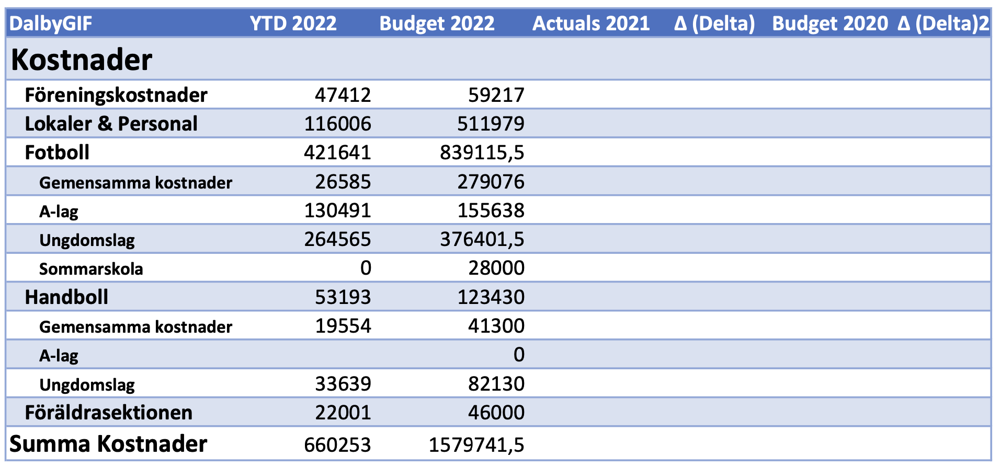 DalbyGIF YTD 2022 Budget 2022 Actuals 2021 Δ (Delta) Budget 2020 Δ (Delta)2
Kostnader
Föreningskostnader 47412 59217
Lokaler & Personal 116006 511979
Fotboll 421641 839115,5
Gemensamma kostnader 26585 279076
A-lag 130491 155638
Ungdomslag 264565 376401,5
Sommarskola 0 28000
Handboll 53193 123430
Gemensamma kostnader 19554 41300
A-lag 0
Ungdomslag 33639 82130
Föräldrasektionen 22001 46000
Summa Kostnader 660253 1579741,5